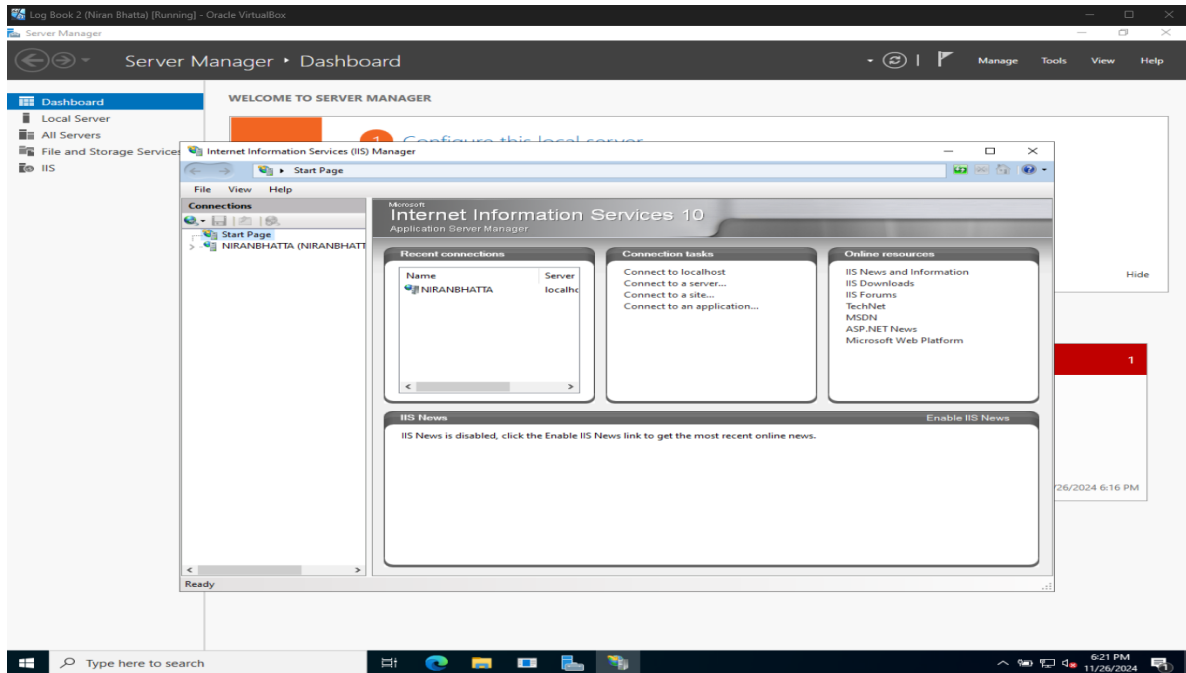 Log Book 2 (Niran Bhatta) [Running] - Oracle VirtualBox
Server Manager
Server Manager • Dashboard
Manage Tools View Help
Dashboard
Local Server
All Servers
File and Storage Services
IIS
WELCOME TO SERVER MANAGER
1 Configure this local server
Internet Information Services (IIS) Manager
Start Page
File View Help
Connections
Start Page
NIRANBHATTA (NIRANBHATT
Microsoft
Internet Information Services 10
Application Server Manager
Recent connections
Name Server
NIRANBHATTA localhc
Connection tasks
Connect to localhost
Connect to a server...
Connect to a site...
Connect to an application...
Online resources
IIS News and Information
IIS Downloads
IIS Forums
TechNet
MSDN
ASP.NET News
Microsoft Web Platform
IIS News Enable IIS News
IIS News is disabled, click the Enable IIS News link to get the most recent online news.
Ready
Hide
1
/26/2024 6:16 PM
Type here to search
6:21 PM
11/26/2024
1